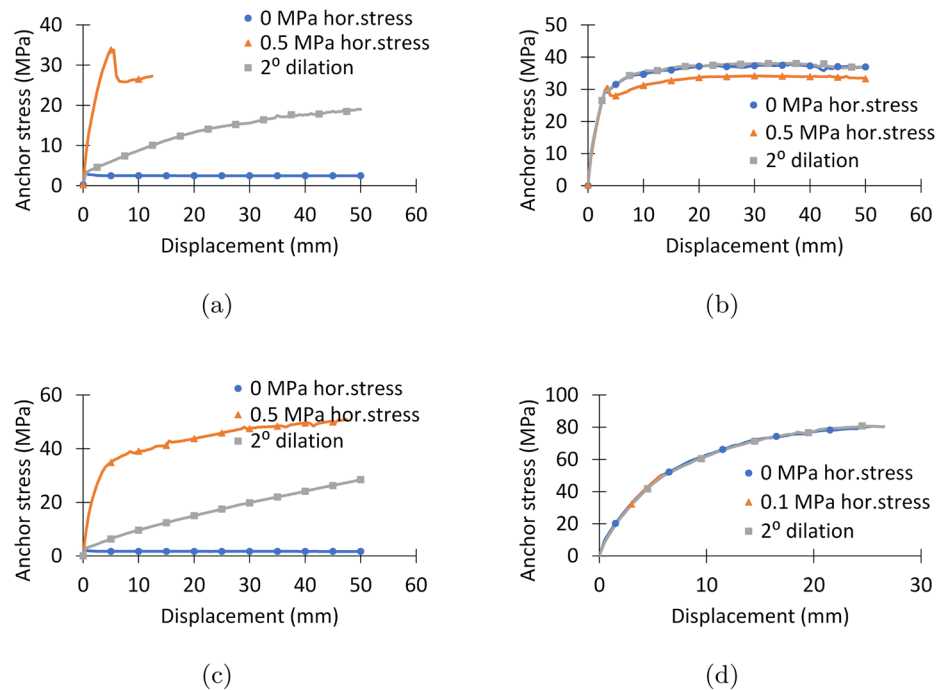 0 MPa hor.stress
0.5 MPa hor.stress
2⁰ dilation
Anchor stress (MPa)
40
30
20
10
0
0 10 20 30 40 50 60
Displacement (mm)
(a)
0 MPa hor.stress
0.5 MPa hor.stress
2⁰ dilation
Anchor stress (MPa)
50
40
30
20
10
0
0 10 20 30 40 50 60
Displacement (mm)
(b)
0 MPa hor.stress
0.5 MPa hor.stress
2⁰ dilation
Anchor stress (MPa)
60
40
20
0
0 10 20 30 40 50 60
Displacement (mm)
(c)
0 MPa hor.stress
0.1 MPa hor.stress
2⁰ dilation
Anchor stress (MPa)
100
80
60
40
20
0
0 10 20 30
Displacement (mm)
(d)